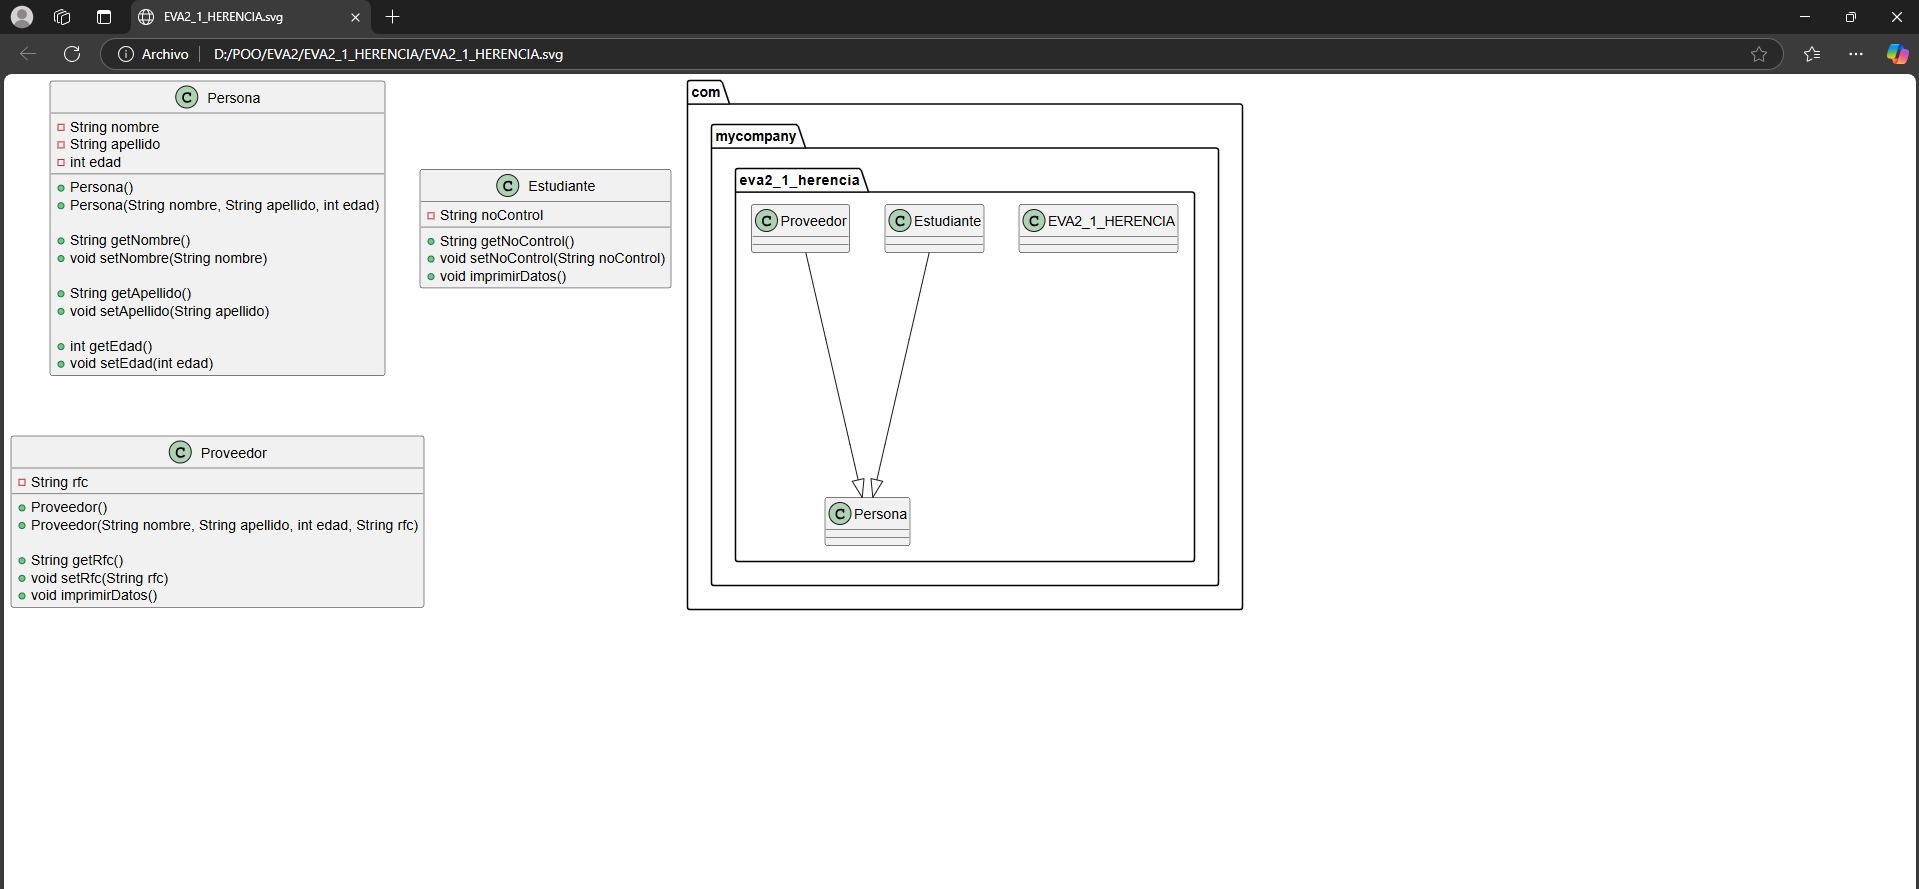 EVA2_1_HERENCIA.svg
Archivo
D:/POO/EVA2/EVA2_1_HERENCIA/EVA2_1_HERENCIA.svg
C Persona
String nombre
String apellido
int edad
Persona()
Persona(String nombre, String apellido, int edad)
String getNombre()
void setNombre(String nombre)
String getApellido()
void setApellido(String apellido)
int getEdad()
void setEdad(int edad)
C Estudiante
String noControl
String getNoControl()
void setNoControl(String noControl)
void imprimirDatos()
C Proveedor
String rfc
Proveedor()
Proveedor(String nombre, String apellido, int edad, String rfc)
String getRfc()
void setRfc(String rfc)
void imprimirDatos()
com
mycompany
eva2_1_herencia
C Proveedor
C Estudiante
C EVA2_1_HERENCIA
C Persona